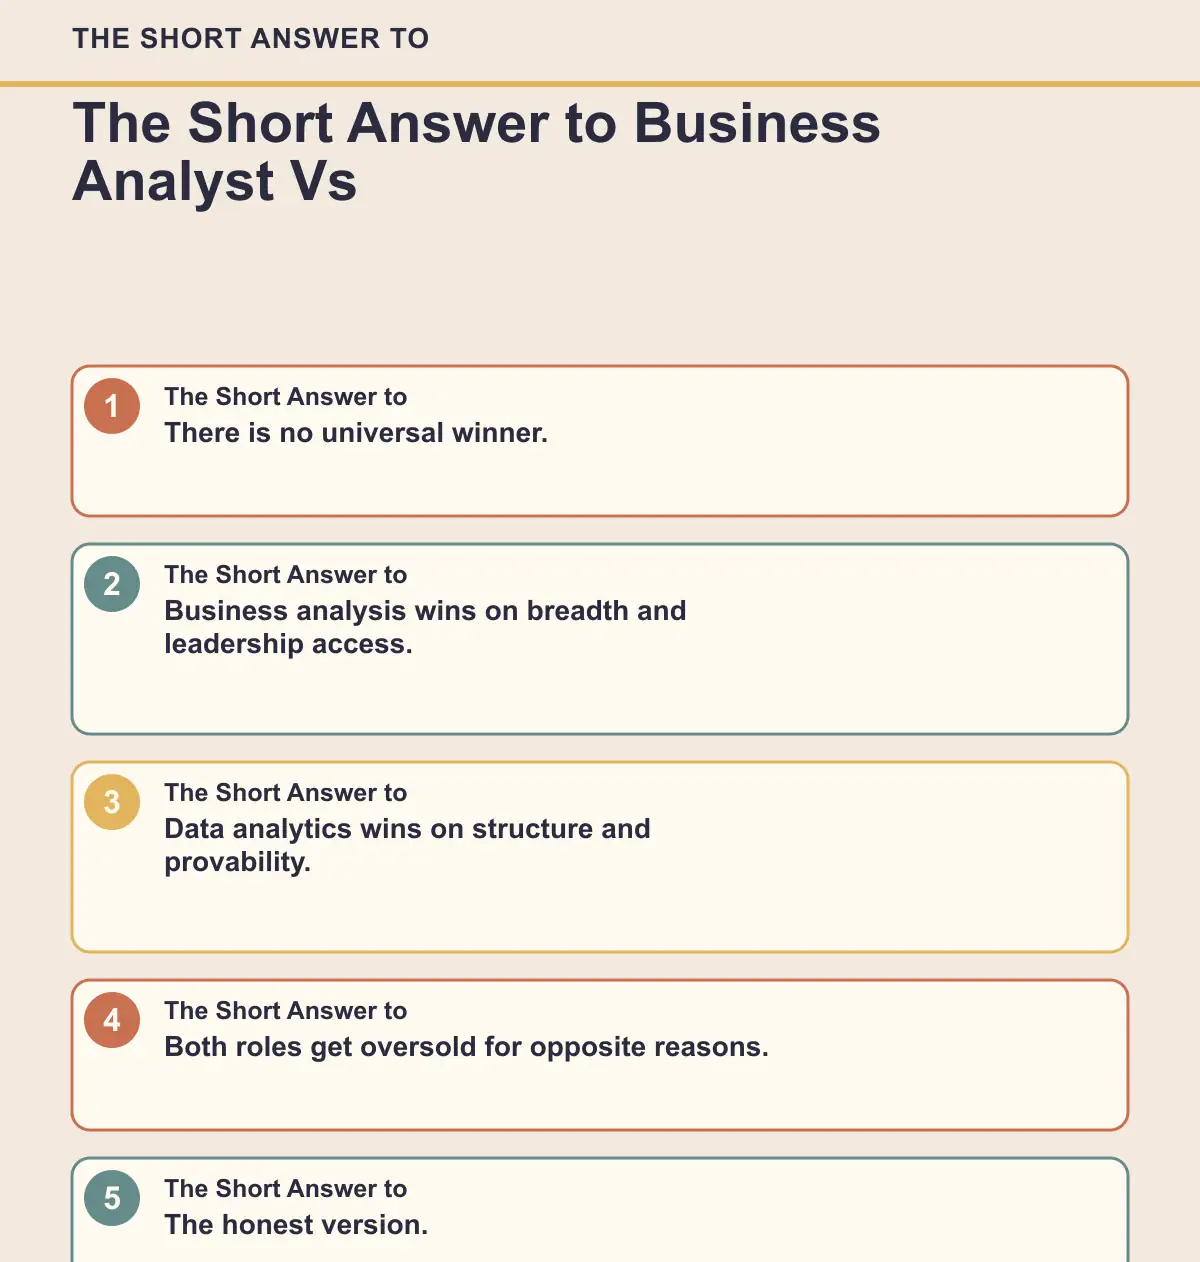 THE SHORT ANSWER TO
The Short Answer to Business
Analyst Vs
1
The Short Answer to
There is no universal winner.
2
The Short Answer to
Business analysis wins on breadth and
leadership access.
3
The Short Answer to
Data analytics wins on structure and
provability.
4
The Short Answer to
Both roles get oversold for opposite reasons.
5
The Short Answer to
The honest version.